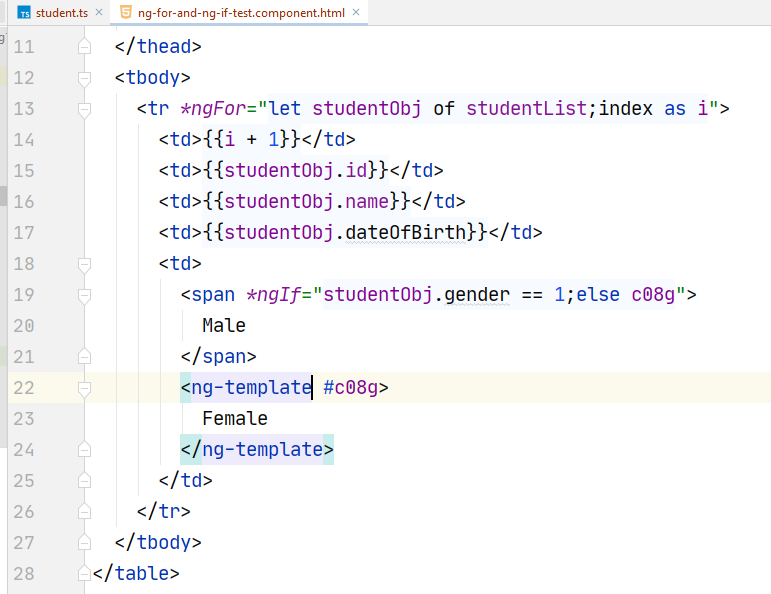 student.ts
ng-for-and-ng-if-test.component.html
11 </thead>
12 <tbody>
13 <tr *ngFor="let studentObj of studentList;index as i">
14 <td>{{i + 1}}</td>
15 <td>{{studentObj.id}}</td>
16 <td>{{studentObj.name}}</td>
17 <td>{{studentObj.dateOfBirth}}</td>
18 <td>
19 <span *ngIf="studentObj.gender == 1;else c08g">
20 Male
21 </span>
22 <ng-template #c08g>
23 Female
24 </ng-template>
25 </td>
26 </tr>
27 </tbody>
28 </table>